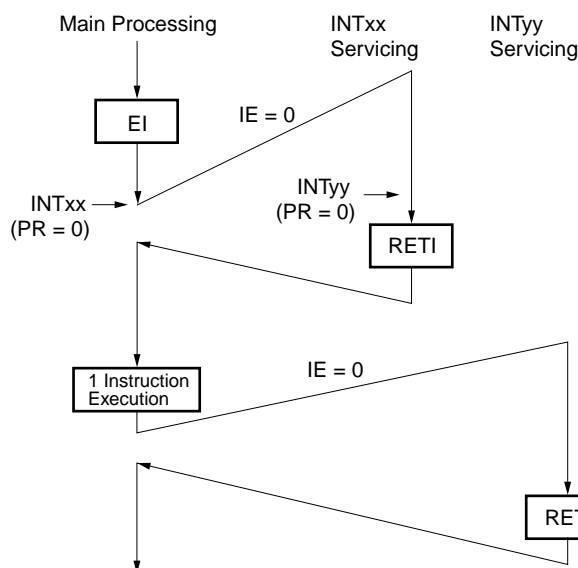 Main Processing
INTxx
Servicing
INTyy
Servicing
EI
IE = 0
INTxx
(PR = 0)
INTyy
(PR = 0)
RETI
1 Instruction
Execution
IE = 0